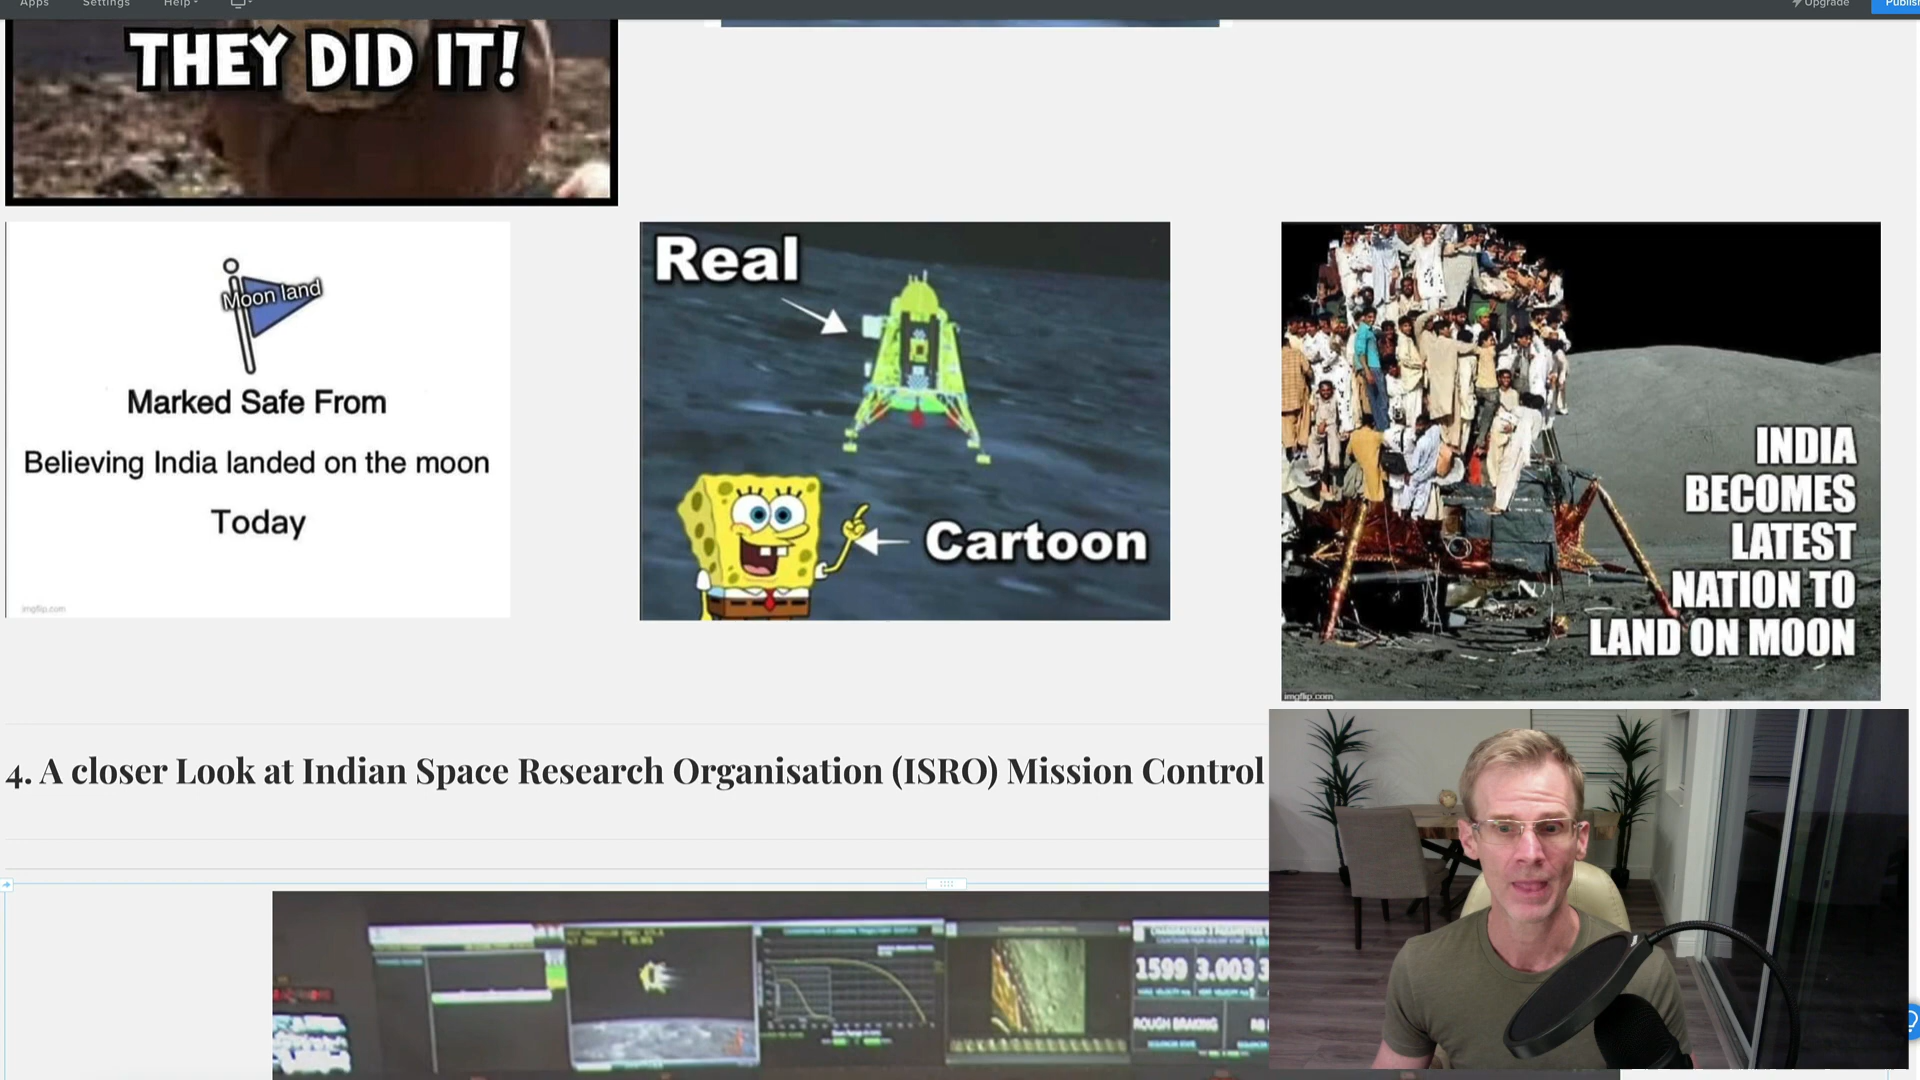 Apps Settings Help Upgrade Publish
THEY DID IT!
Moon land
Marked Safe From
Believing India landed on the moon
Today
imgflip.com
Real
Cartoon
INDIA
BECOMES
LATEST
NATION TO
LAND ON MOON
imgflip.com
4. A closer Look at Indian Space Research Organisation (ISRO) Mission Control
1599 3.003
ROUGH BRAKING